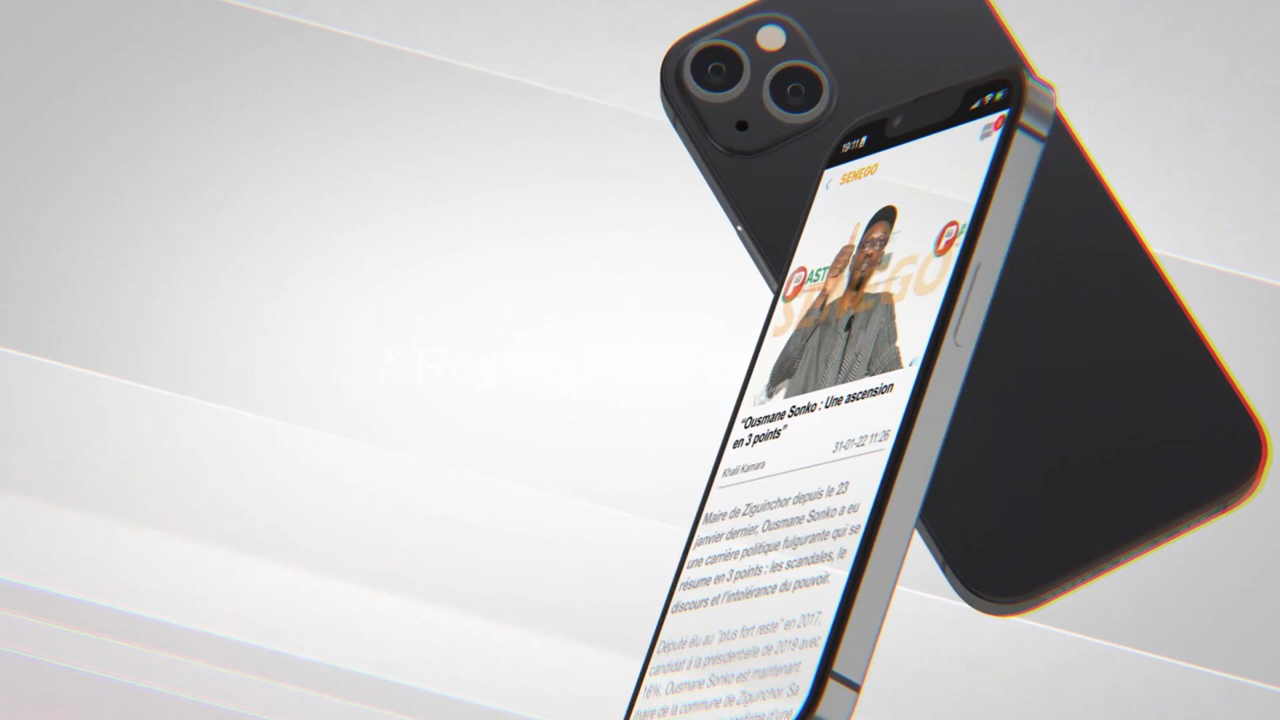 19:11
SENEGO
PAST
SENEGO
"Ousmane Sonko : Une ascension
en 3 points"
Khalil Kamara
31-01-22 11:26
Maire de Ziguinchor depuis le 23
janvier dernier, Ousmane Sonko a eu
une carrière politique fulgurante qui se
résume en 3 points : les scandales, le
discours et l'intolérance du pouvoir.
Député élu au "plus fort reste" en 2017,
candidat à la présidentielle de 2019 avec
16%, Ousmane Sonko est maintenant
maire de la commune de Ziguinchor. Sa